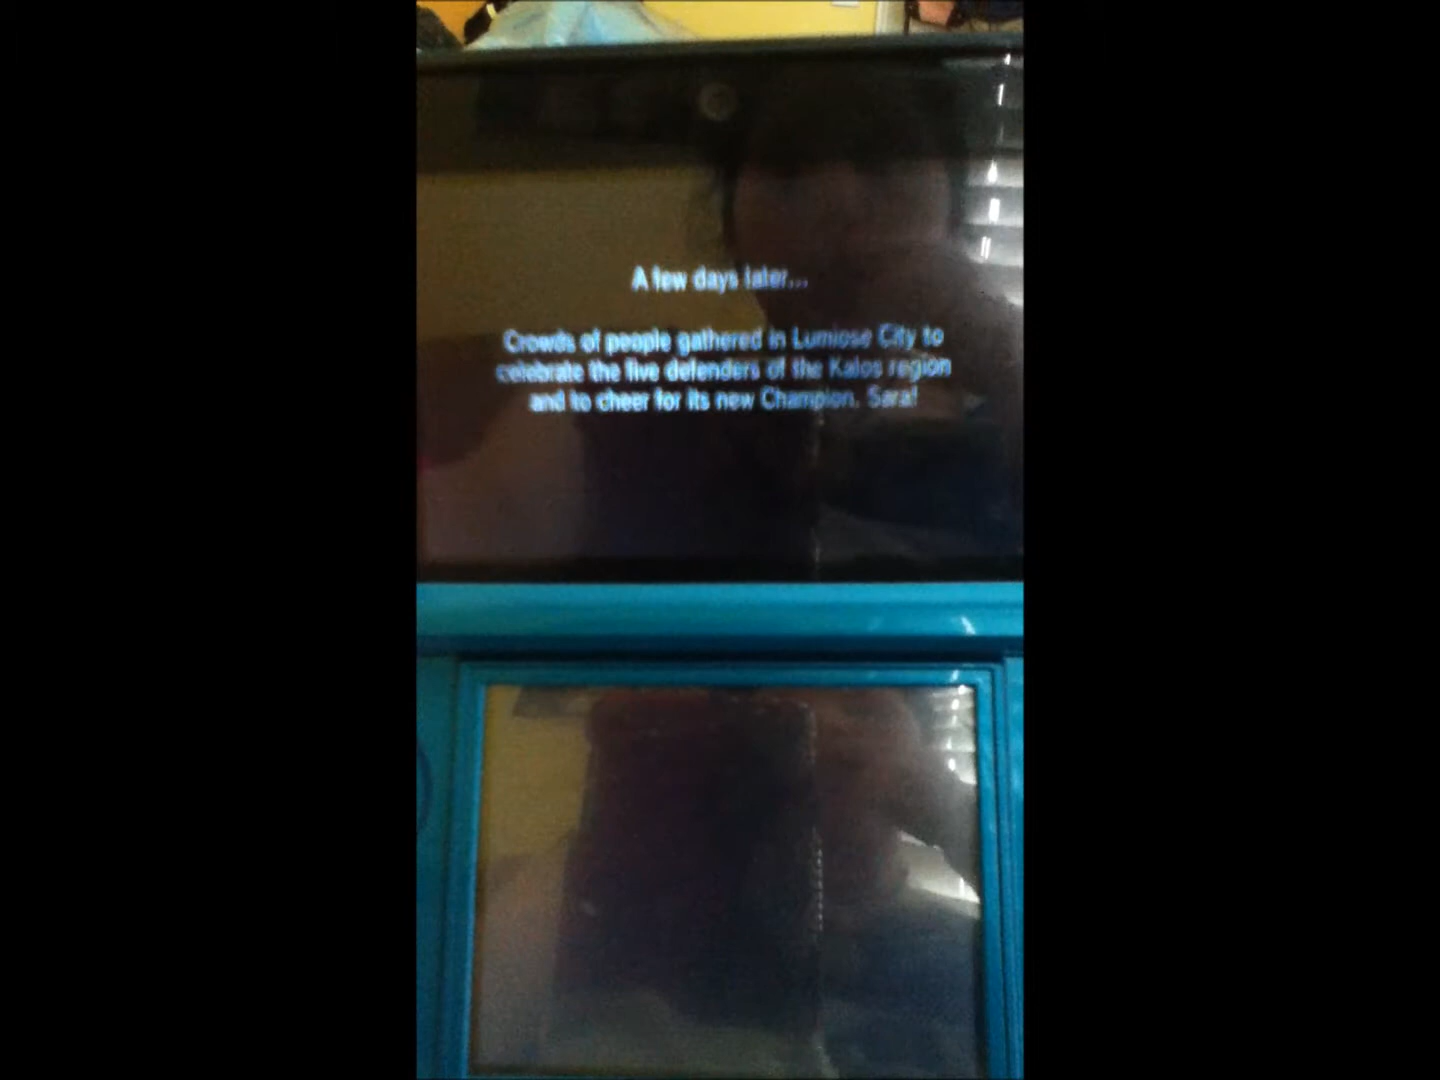 A few days later...
Crowds of people gathered in Lumiose City to
celebrate the five defenders of the Kalos region
and to cheer for its new Champion, Sara!